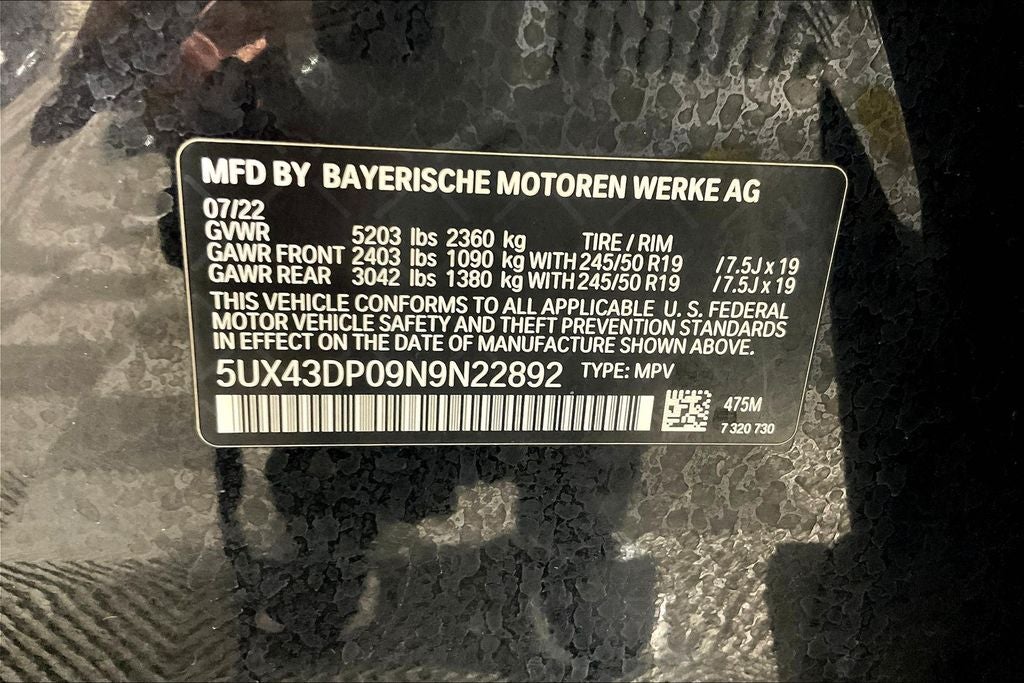 MFD BY BAYERISCHE MOTOREN WERKE AG
07/22
GVWR 5203 lbs 2360 kg TIRE / RIM
GAWR FRONT 2403 lbs 1090 kg WITH 245/50 R19 / 7.5J x 19
GAWR REAR 3042 lbs 1380 kg WITH 245/50 R19 / 7.5J x 19
THIS VEHICLE CONFORMS TO ALL APPLICABLE U. S. FEDERAL
MOTOR VEHICLE SAFETY AND THEFT PREVENTION STANDARDS
IN EFFECT ON THE DATE OF MANUFACTURE SHOWN ABOVE.
5UX43DP09N9N22892 TYPE: MPV
475M
7 320 730